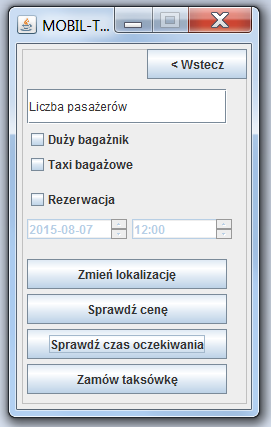 MOBIL-T...
< Wstecz
Liczba pasażerów
Duży bagażnik
Taxi bagażowe
Rezerwacja
2015-08-07 12:00
Zmień lokalizację
Sprawdź cenę
Sprawdź czas oczekiwania
Zamów taksówkę